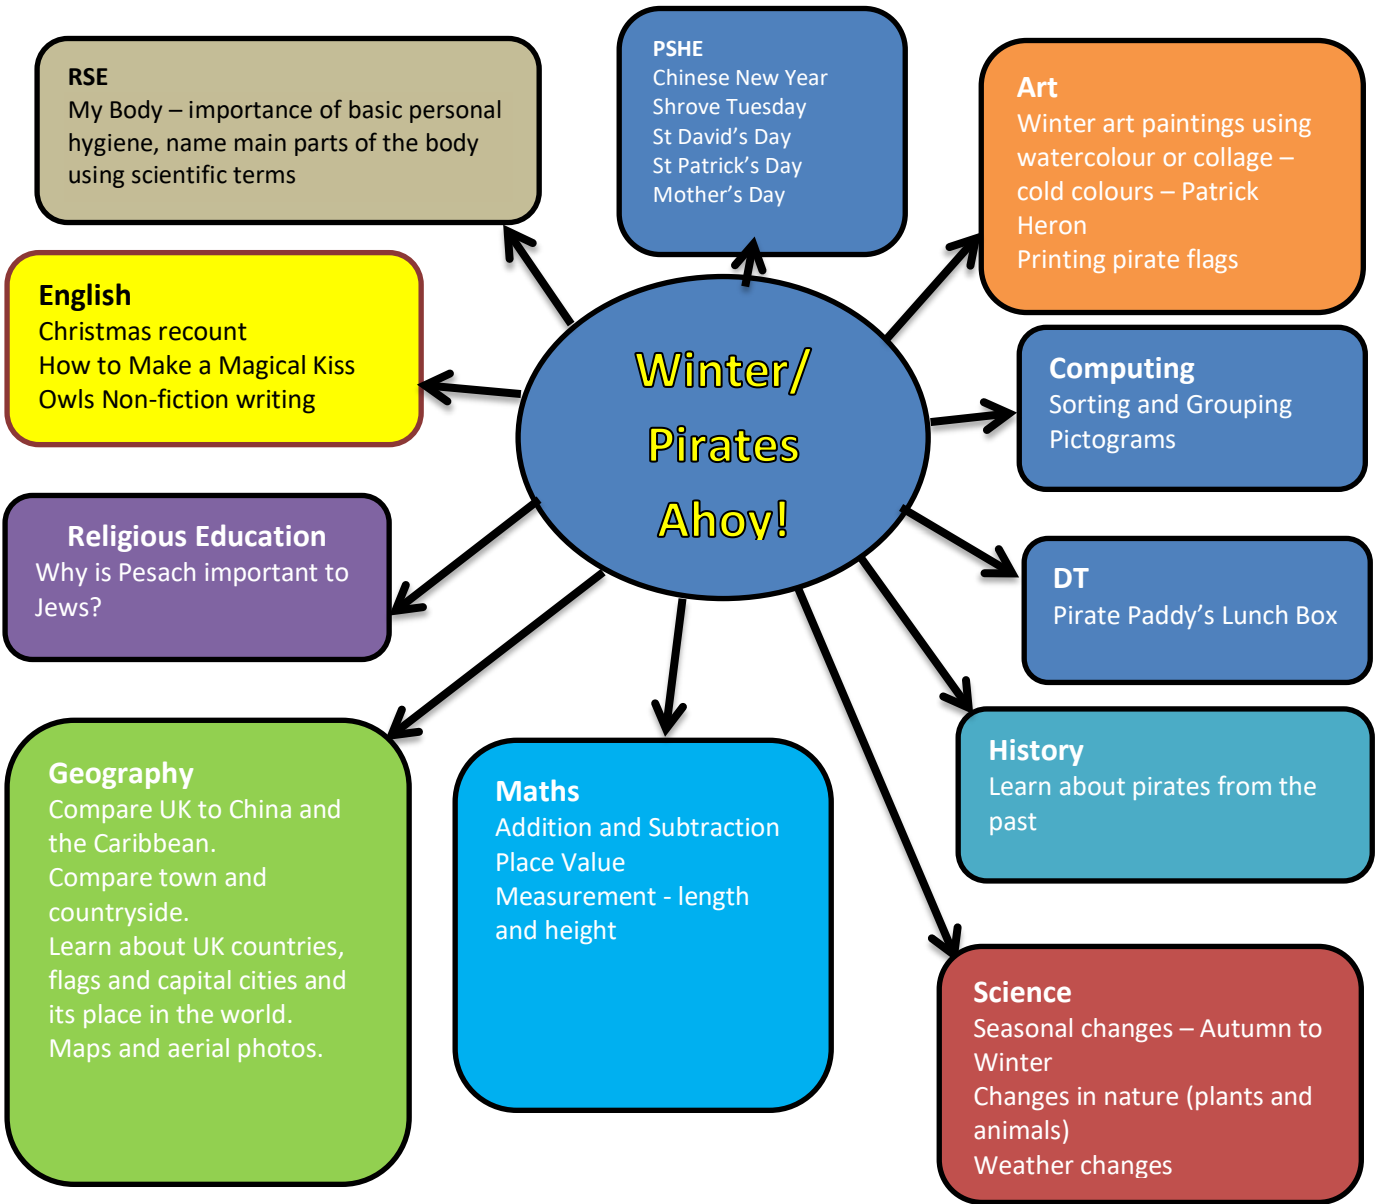 RSE
My Body – importance of basic personal
hygiene, name main parts of the body
using scientific terms
PSHE
Chinese New Year
Shrove Tuesday
St David’s Day
St Patrick’s Day
Mother’s Day
Art
Winter art paintings using
watercolour or collage –
cold colours – Patrick
Heron
Printing pirate flags
English
Christmas recount
How to Make a Magical Kiss
Owls Non-fiction writing
Winter/
Pirates
Ahoy!
Computing
Sorting and Grouping
Pictograms
Religious Education
Why is Pesach important to
Jews?
DT
Pirate Paddy’s Lunch Box
Geography
Compare UK to China and
the Caribbean.
Compare town and
countryside.
Learn about UK countries,
flags and capital cities and
its place in the world.
Maps and aerial photos.
Maths
Addition and Subtraction
Place Value
Measurement - length
and height
History
Learn about pirates from the
past
Science
Seasonal changes – Autumn to
Winter
Changes in nature (plants and
animals)
Weather changes